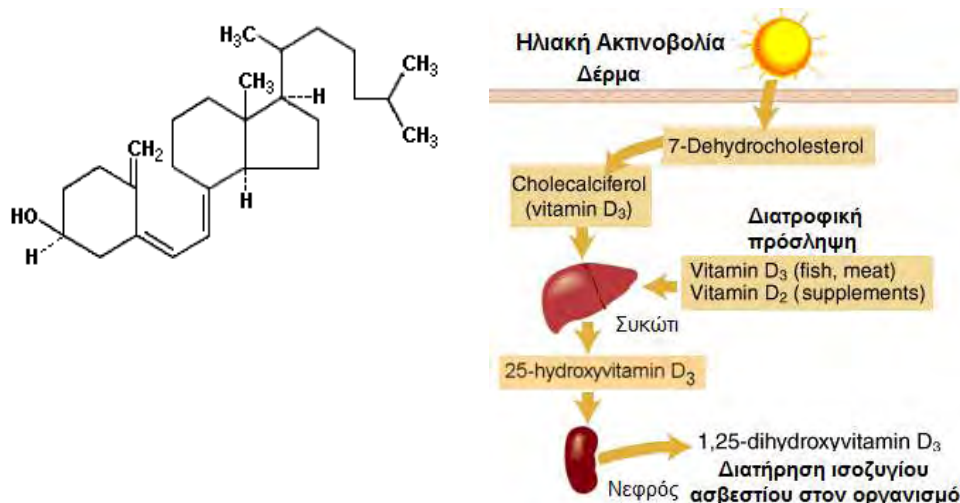 H₃C
CH₃
CH₃
H
CH₃
CH₂
H
HO
H
Ηλιακή Ακτινοβολία
Δέρμα
7-Dehydrocholesterol
Cholecalciferol
(vitamin D₃)
Διατροφική
πρόσληψη
Vitamin D₃ (fish, meat)
Vitamin D₂ (supplements)
Συκώτι
25-hydroxyvitamin D₃
1,25-dihydroxyvitamin D₃
Νεφρός
Διατήρηση ισοζυγίου
ασβεστίου στον οργανισμό